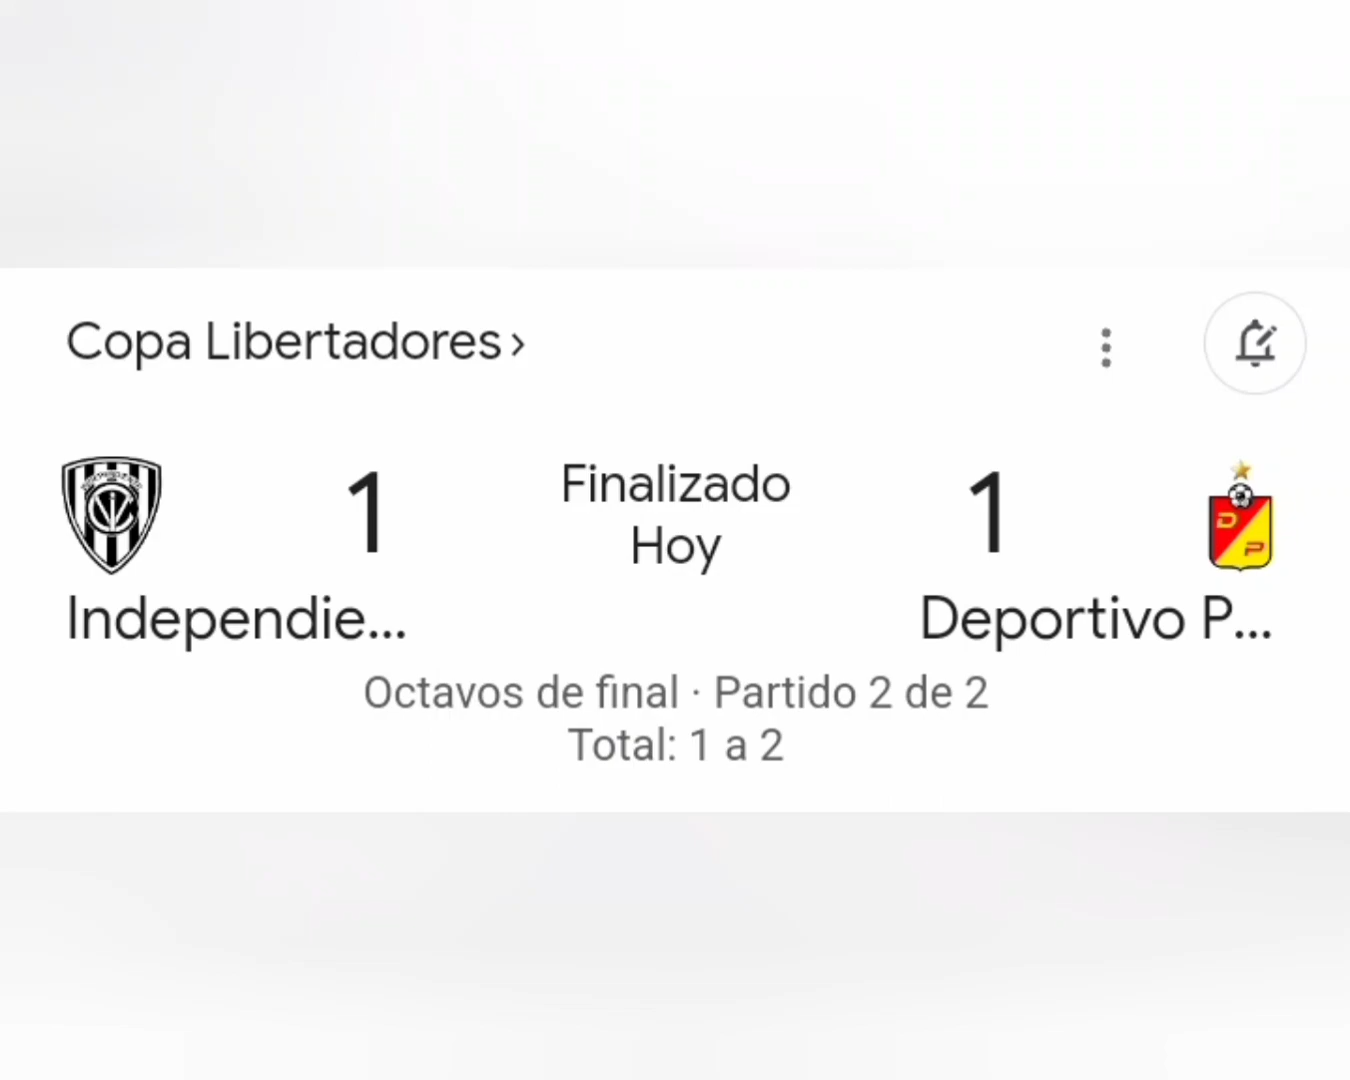 Copa Libertadores ›
1 Finalizado 1
Hoy
D
P
Independie... Deportivo P...
Octavos de final · Partido 2 de 2
Total: 1 a 2